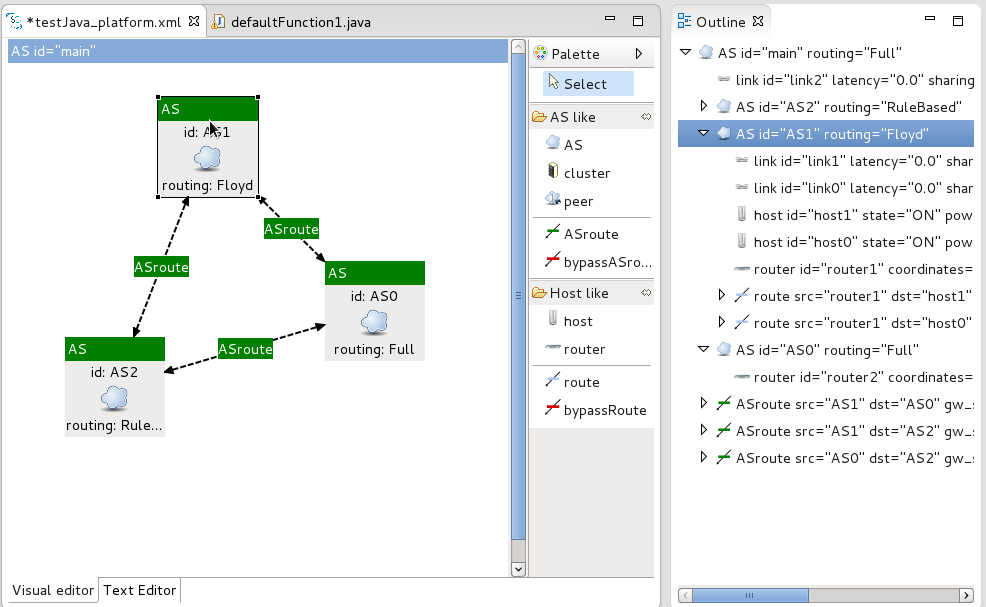 *testJava_platform.xml
defaultFunction1.java
AS id="main"
AS
id: AS1
routing: Floyd
ASroute
ASroute
AS
id: AS0
routing: Full
ASroute
AS
id: AS2
routing: Rule...
Visual editor
Text Editor
Palette
Select
AS like
AS
cluster
peer
ASroute
bypassASro...
Host like
host
router
route
bypassRoute
Outline
AS id="main" routing="Full"
link id="link2" latency="0.0" sharing
AS id="AS2" routing="RuleBased"
AS id="AS1" routing="Floyd"
link id="link1" latency="0.0" shar
link id="link0" latency="0.0" shar
host id="host1" state="ON" pow
host id="host0" state="ON" pow
router id="router1" coordinates=
route src="router1" dst="host1"
route src="router1" dst="host0"
AS id="AS0" routing="Full"
router id="router2" coordinates=
ASroute src="AS1" dst="AS0" gw_s
ASroute src="AS1" dst="AS2" gw_s
ASroute src="AS0" dst="AS2" gw_s